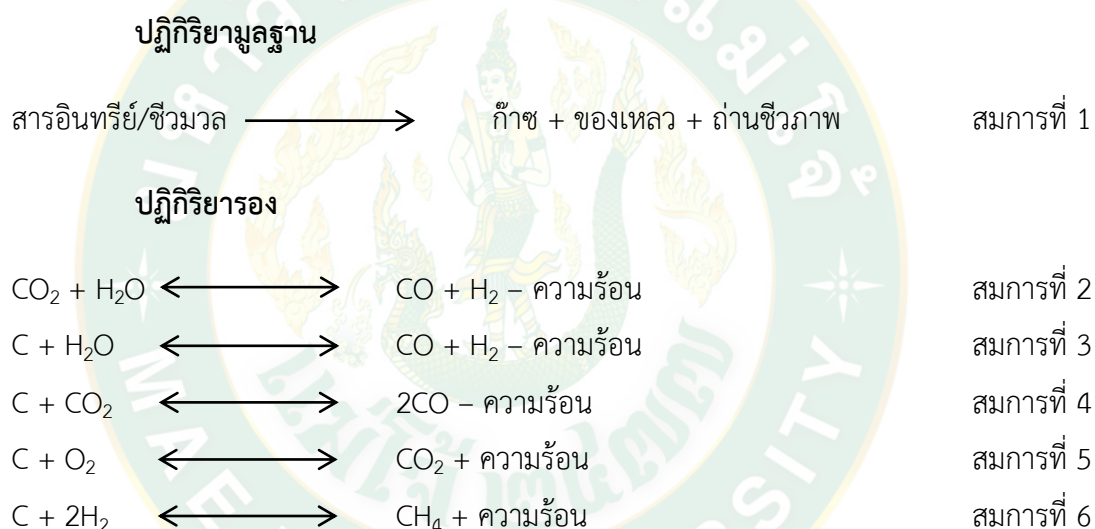 ปฏิกิริยามูลฐาน
สารอินทรีย์/ชีวมวล ⟶ ก๊าซ + ของเหลว + ถ่านชีวภาพ สมการที่ 1
ปฏิกิริยารอง
CO₂ + H₂O ⟷ CO + H₂ – ความร้อน สมการที่ 2
C + H₂O ⟷ CO + H₂ – ความร้อน สมการที่ 3
C + CO₂ ⟷ 2CO – ความร้อน สมการที่ 4
C + O₂ ⟷ CO₂ + ความร้อน สมการที่ 5
C + 2H₂ ⟷ CH₄ + ความร้อน สมการที่ 6